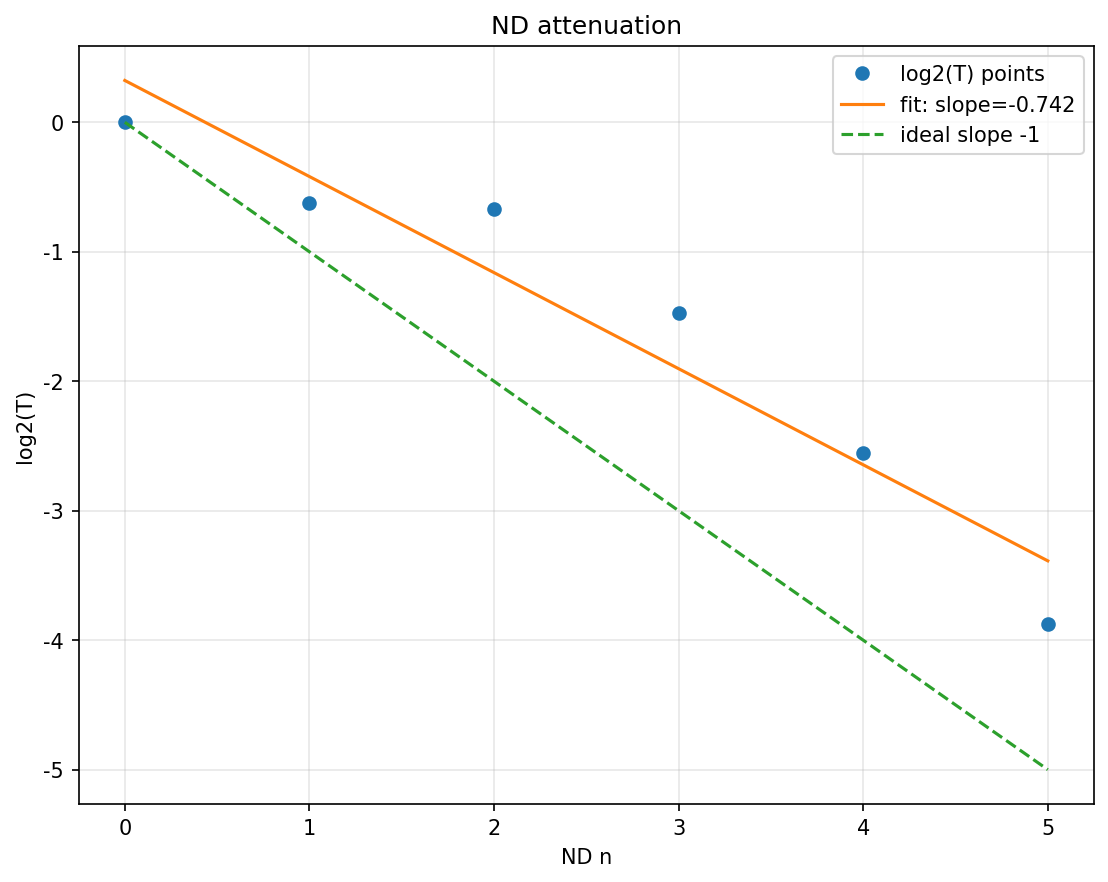 ND attenuation
log2(T) points
fit: slope=-0.742
ideal slope -1
0
-1
-2
-3
-4
-5
log2(T)
0 1 2 3 4 5
ND n